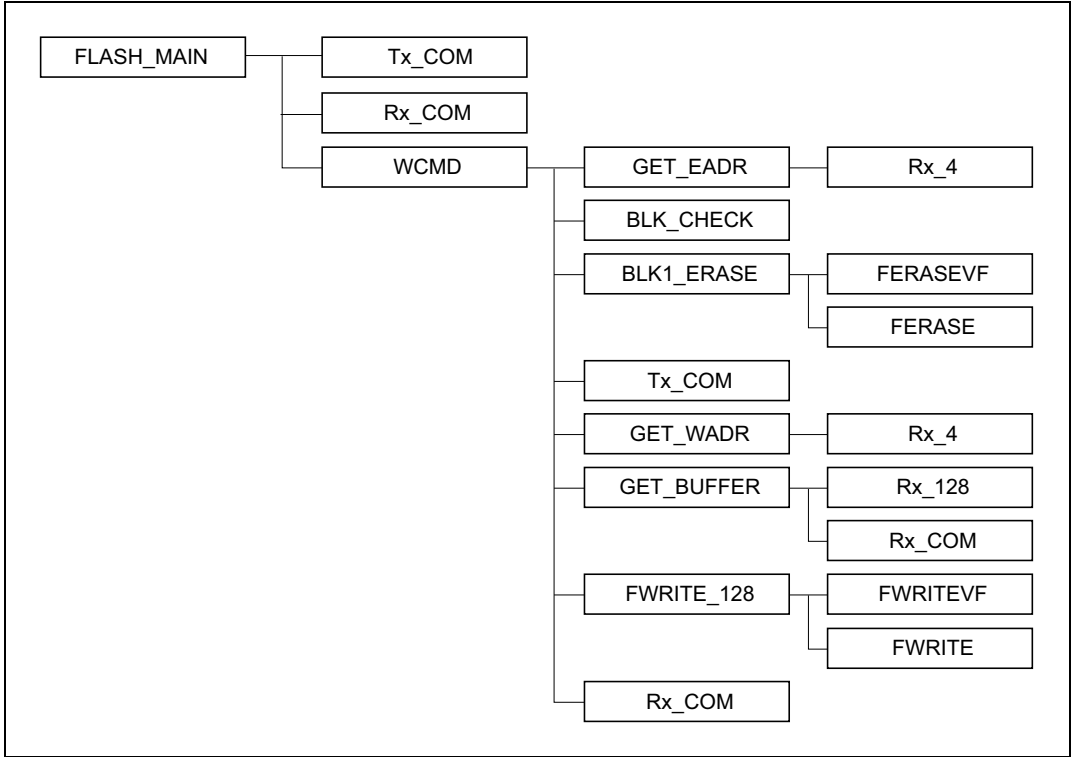 FLASH_MAIN
Tx_COM
Rx_COM
WCMD
GET_EADR
Rx_4
BLK_CHECK
BLK1_ERASE
FERASEVF
FERASE
Tx_COM
GET_WADR
Rx_4
GET_BUFFER
Rx_128
Rx_COM
FWRITE_128
FWRITEVF
FWRITE
Rx_COM